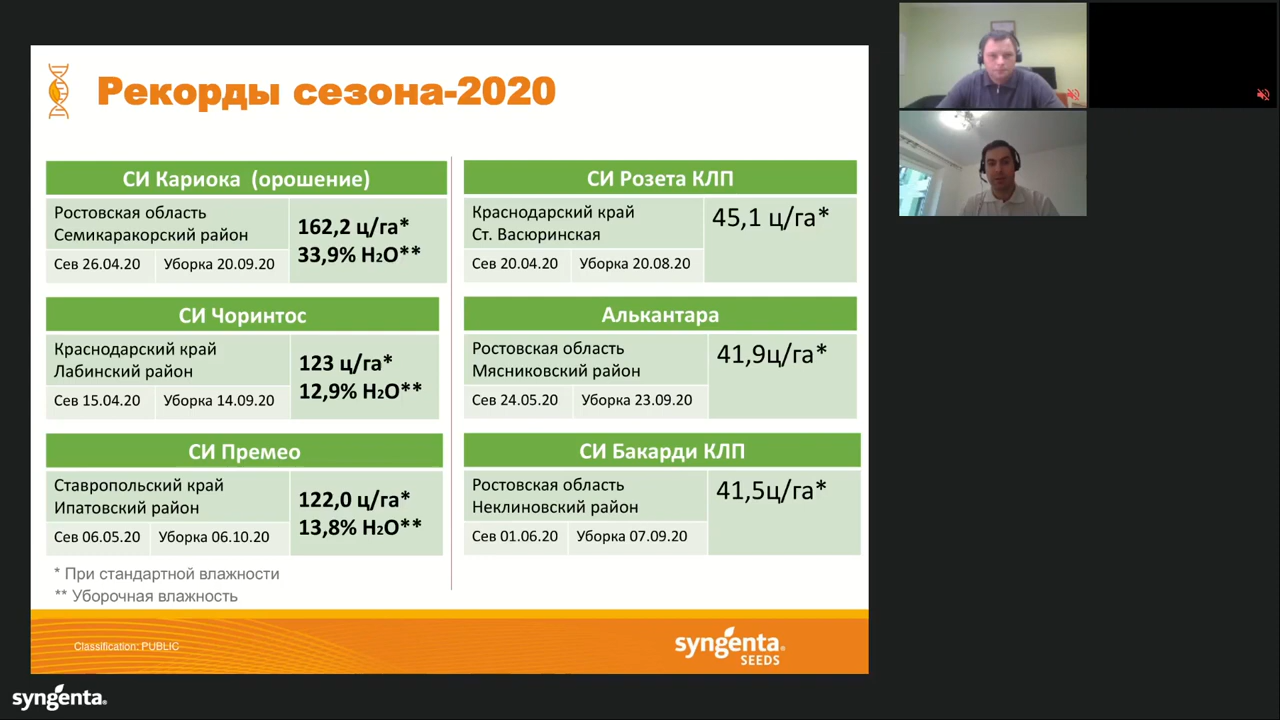 Рекорды сезона-2020
СИ Кариока (орошение)
Ростовская область
Семикаракорский район
162,2 ц/га*
33,9% H₂O**
Сев 26.04.20
Уборка 20.09.20
СИ Чоринтос
Краснодарский край
Лабинский район
123 ц/га*
12,9% H₂O**
Сев 15.04.20
Уборка 14.09.20
СИ Премео
Ставропольский край
Ипатовский район
122,0 ц/га*
13,8% H₂O**
Сев 06.05.20
Уборка 06.10.20
* При стандартной влажности
** Уборочная влажность
СИ Розета КЛП
Краснодарский край
Ст. Васюринская
45,1 ц/га*
Сев 20.04.20
Уборка 20.08.20
Алькантара
Ростовская область
Мясниковский район
41,9ц/га*
Сев 24.05.20
Уборка 23.09.20
СИ Бакарди КЛП
Ростовская область
Неклиновский район
41,5ц/га*
Сев 01.06.20
Уборка 07.09.20
Classification: PUBLIC
syngenta.
SEEDS
syngenta.